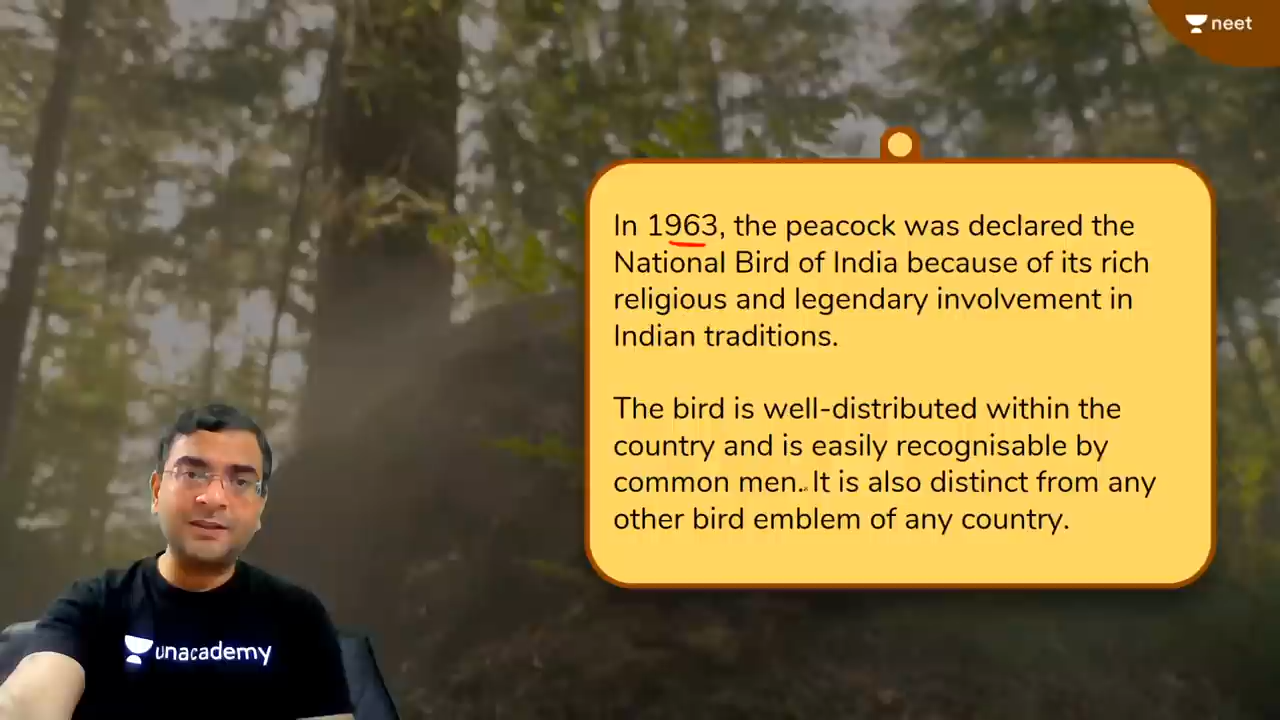 neet
In 1963, the peacock was declared the
National Bird of India because of its rich
religious and legendary involvement in
Indian traditions.
The bird is well-distributed within the
country and is easily recognisable by
common men. It is also distinct from any
other bird emblem of any country.
unacademy